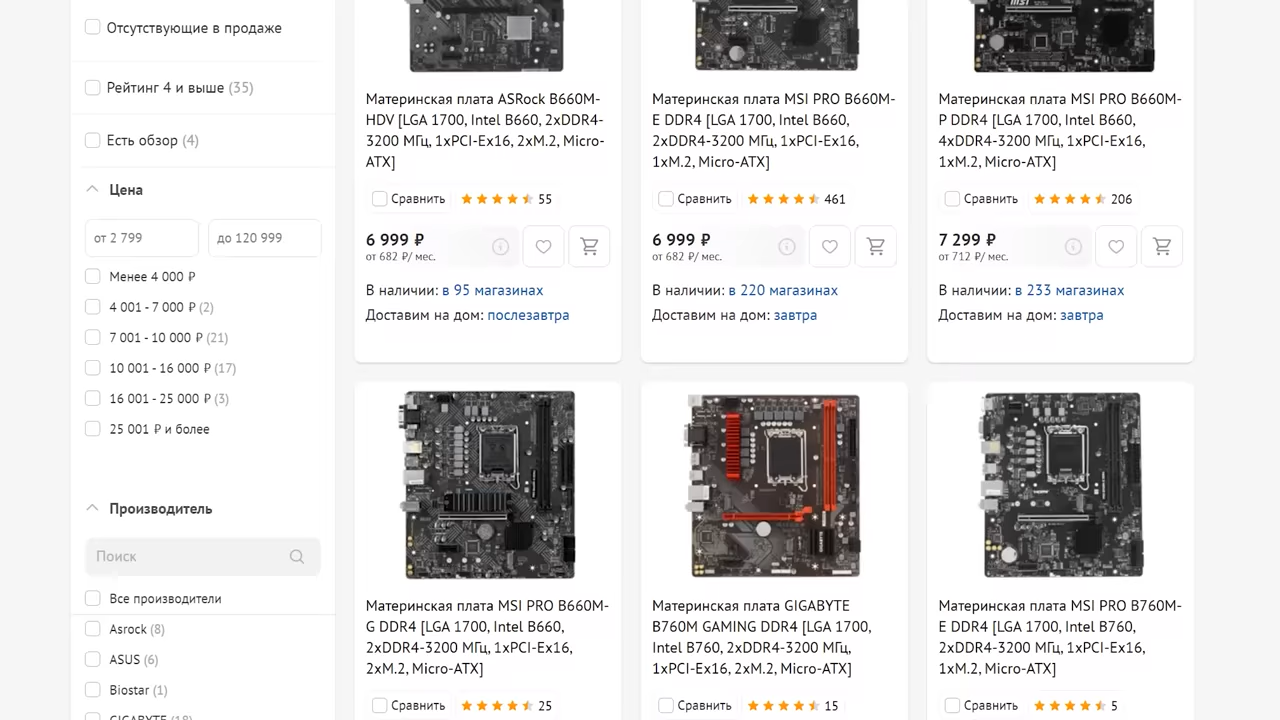 Отсутствующие в продаже
Рейтинг 4 и выше (35)
Есть обзор (4)
Цена
от 2 799
до 120 999
Менее 4 000 ₽
4 001 - 7 000 ₽ (2)
7 001 - 10 000 ₽ (21)
10 001 - 16 000 ₽ (17)
16 001 - 25 000 ₽ (3)
25 001 ₽ и более
Производитель
Поиск
Все производители
Asrock (8)
ASUS (6)
Biostar (1)
GIGABYTE (18)
Материнская плата ASRock B660M-
HDV [LGA 1700, Intel B660, 2xDDR4-
3200 МГц, 1xPCI-Ex16, 2xM.2, Micro-
ATX]
Сравнить
55
6 999 ₽
от 682 ₽/ мес.
В наличии: в 95 магазинах
Доставим на дом: послезавтра
Материнская плата MSI PRO B660M-
E DDR4 [LGA 1700, Intel B660,
2xDDR4-3200 МГц, 1xPCI-Ex16,
1xM.2, Micro-ATX]
Сравнить
461
6 999 ₽
от 682 ₽/ мес.
В наличии: в 220 магазинах
Доставим на дом: завтра
msi
Материнская плата MSI PRO B660M-
P DDR4 [LGA 1700, Intel B660,
4xDDR4-3200 МГц, 1xPCI-Ex16,
1xM.2, Micro-ATX]
Сравнить
206
7 299 ₽
от 712 ₽/ мес.
В наличии: в 233 магазинах
Доставим на дом: завтра
Материнская плата MSI PRO B660M-
G DDR4 [LGA 1700, Intel B660,
2xDDR4-3200 МГц, 1xPCI-Ex16,
2xM.2, Micro-ATX]
Сравнить
25
GIGABYTE
Материнская плата GIGABYTE
B760M GAMING DDR4 [LGA 1700,
Intel B760, 2xDDR4-3200 МГц,
1xPCI-Ex16, 2xM.2, Micro-ATX]
Сравнить
15
Материнская плата MSI PRO B760M-
E DDR4 [LGA 1700, Intel B760,
2xDDR4-3200 МГц, 1xPCI-Ex16,
1xM.2, Micro-ATX]
Сравнить
5